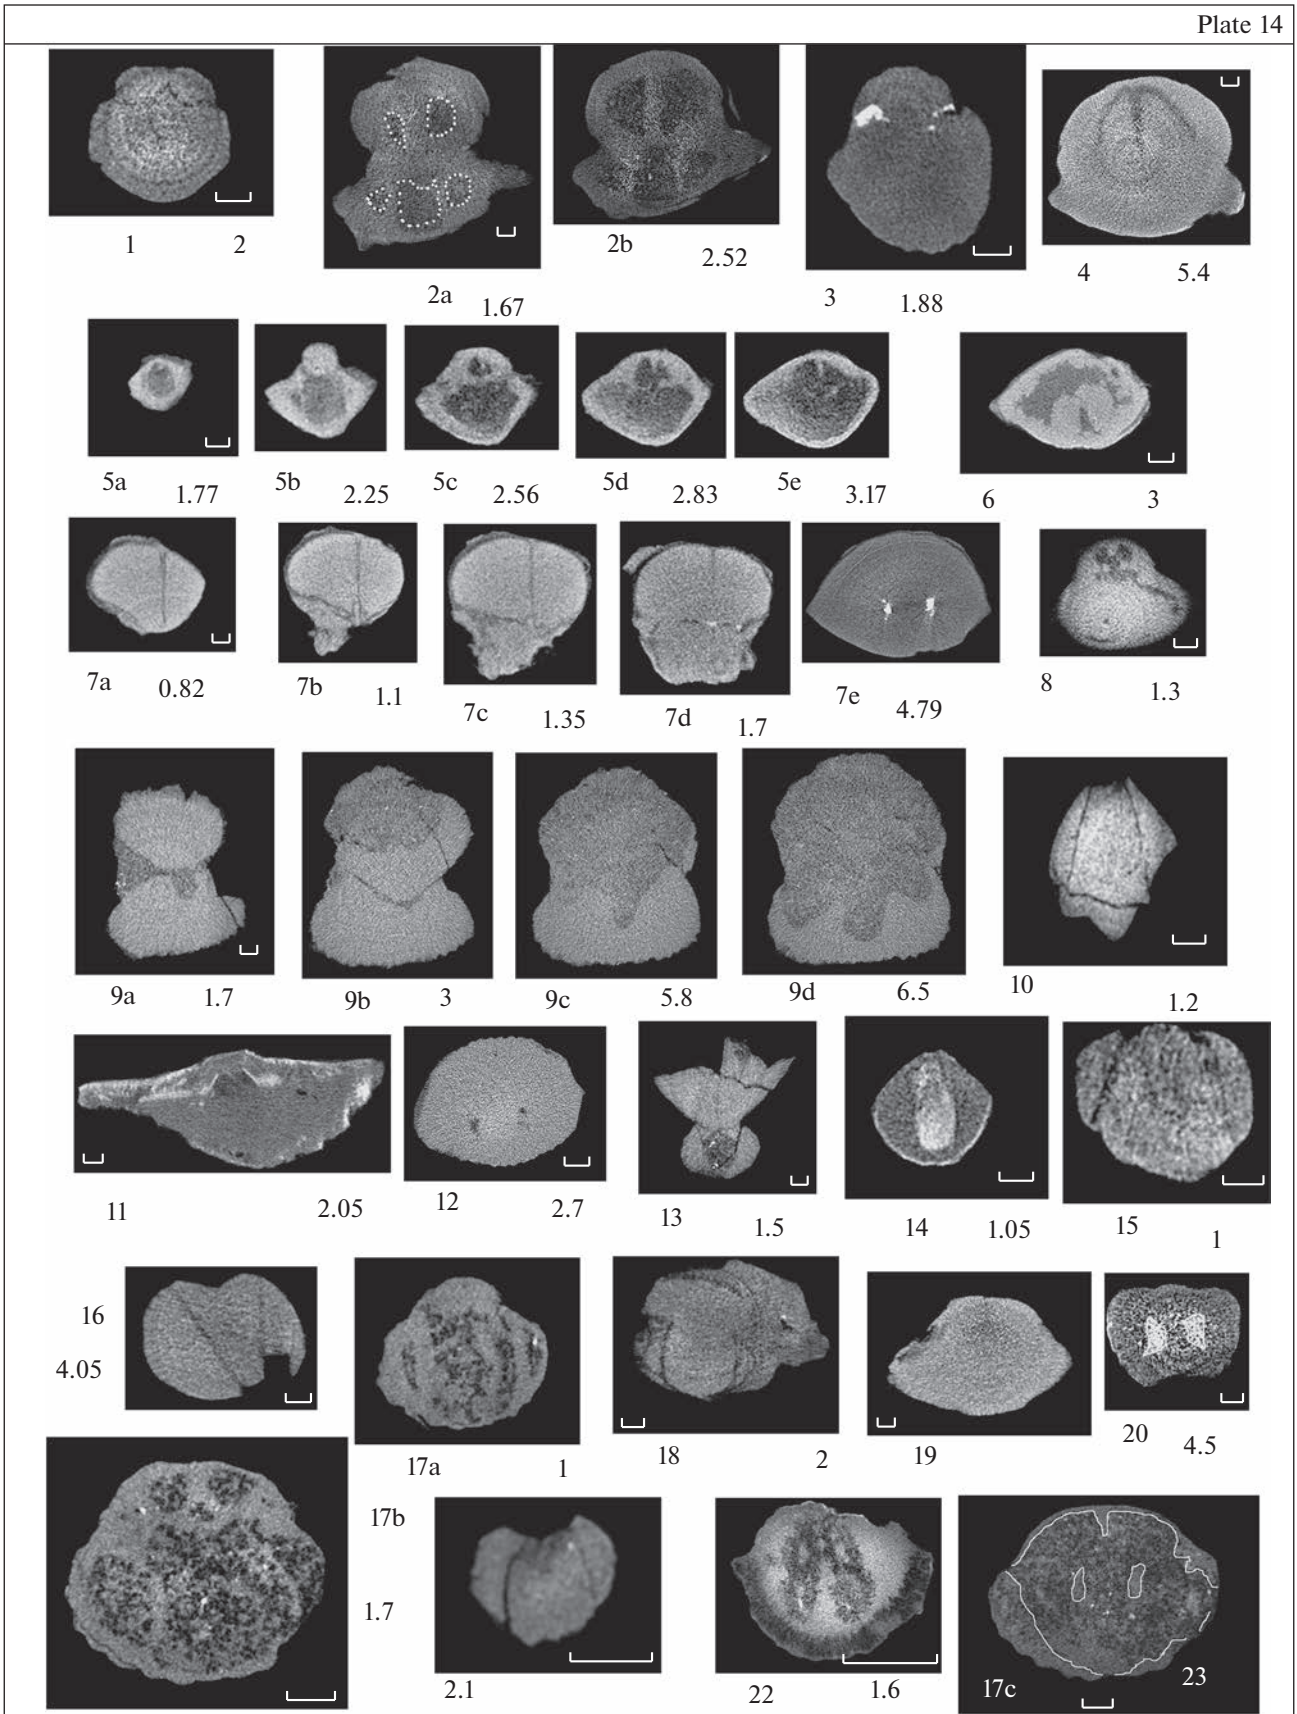 Plate 14
1 2
2a 1.67
2b 2.52
3 1.88
4 5.4
5a 1.77
5b 2.25
5c 2.56
5d 2.83
5e 3.17
6 3
7a 0.82
7b 1.1
7c 1.35
7d 1.7
7e 4.79
8 1.3
9a 1.7
9b 3
9c 5.8
9d 6.5
10 1.2
11 2.05
12 2.7
13 1.5
14 1.05
15 1
16
4.05
17a 1
18 2
19
20 4.5
17b
1.7
2.1
22 1.6
17c 23